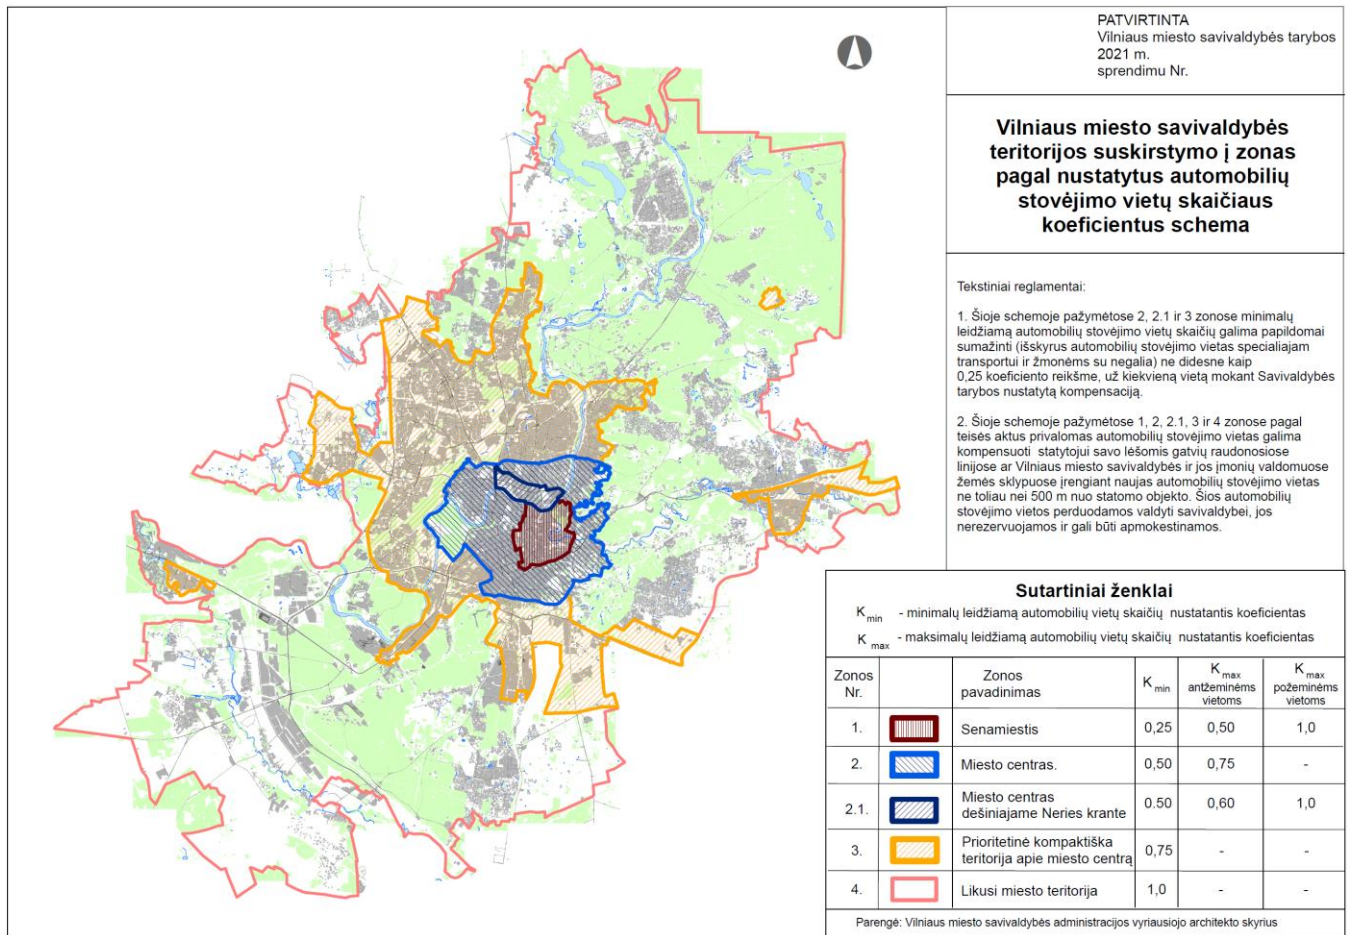 PATVIRTINTA
Vilniaus miesto savivaldybės tarybos
2021 m.
sprendimu Nr.
Vilniaus miesto savivaldybės
teritorijos suskirstymo į zonas
pagal nustatytus automobilių
stovėjimo vietų skaičiaus
koeficientus schema
Tekstiniai reglamentai:
1. Šioje schemoje pažymėtose 2, 2.1 ir 3 zonose minimalų
leidžiamą automobilių stovėjimo vietų skaičių galima papildomai
sumažinti (išskyrus automobilių stovėjimo vietas specialiajam
transportui ir žmonėms su negalia) ne didesne kaip
0,25 koeficiento reikšme, už kiekvieną vietą mokant Savivaldybės
tarybos nustatytą kompensaciją.
2. Šioje schemoje pažymėtose 1, 2, 2.1, 3 ir 4 zonose pagal
teisės aktus privalomas automobilių stovėjimo vietas galima
kompensuoti statytojui savo lėšomis gatvių raudonosiose
linijose ar Vilniaus miesto savivaldybės ir jos įmonių valdomuose
žemės sklypuose įrengiant naujas automobilių stovėjimo vietas
ne toliau nei 500 m nuo statomo objekto. Šios automobilių
stovėjimo vietos perduodamos valdyti savivaldybei, jos
nerezervuojamos ir gali būti apmokestinamos.
Sutartiniai ženklai
K min - minimalų leidžiamą automobilių vietų skaičių nustatantis koeficientas
K max - maksimalų leidžiamą automobilių vietų skaičių nustatantis koeficientas
Zonos Nr. Zonos pavadinimas K min K max antžeminėms vietoms K max požeminėms vietoms
1. Senamiestis 0,25 0,50 1,0
2. Miesto centras. 0,50 0,75 -
2.1. Miesto centras dešiniajame Neries krante 0.50 0,60 1,0
3. Prioritetinė kompaktiška teritorija apie miesto centrą 0,75 - -
4. Likusi miesto teritorija 1,0 - -
Parengė: Vilniaus miesto savivaldybės administracijos vyriausiojo architekto skyrius